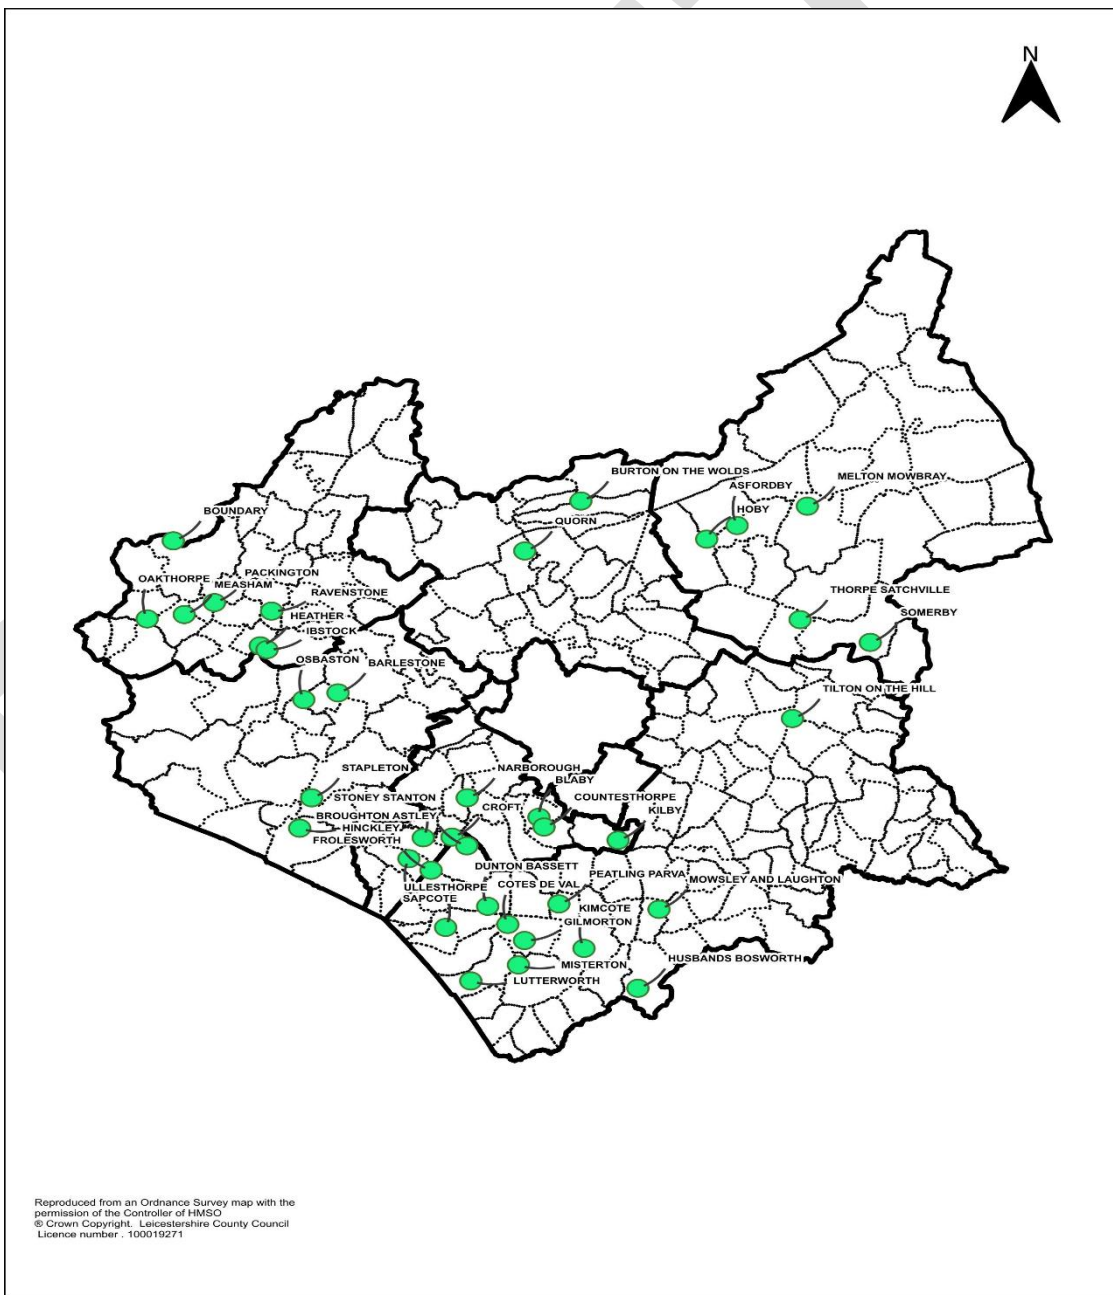 N
BURTON ON THE WOLDS
ASFORDBY
MELTON MOWBRAY
BOUNDARY
HOBY
QUORN
PACKINGTON
OAKTHORPE
MEASHAM
RAVENSTONE
THORPE SATCHVILLE
HEATHER
SOMERBY
IBSTOCK
OSBASTON
BARLESTONE
TILTON ON THE HILL
STAPLETON
NARBOROUGH
BLABY
STONEY STANTON
COUNTESTHORPE
CROFT
KILBY
BROUGHTON ASTLEY
HINCKLEY
FROLESWORTH
DUNTON BASSETT
PEATLING PARVA
MOWSLEY AND LAUGHTON
ULLESTHORPE
COTES DE VAL
SAPCOTE
KIMCOTE
GILMORTON
HUSBANDS BOSWORTH
MISTERTON
LUTTERWORTH
Reproduced from an Ordnance Survey map with the
permission of the Controller of HMSO
® Crown Copyright. Leicestershire County Council
Licence number . 100019271